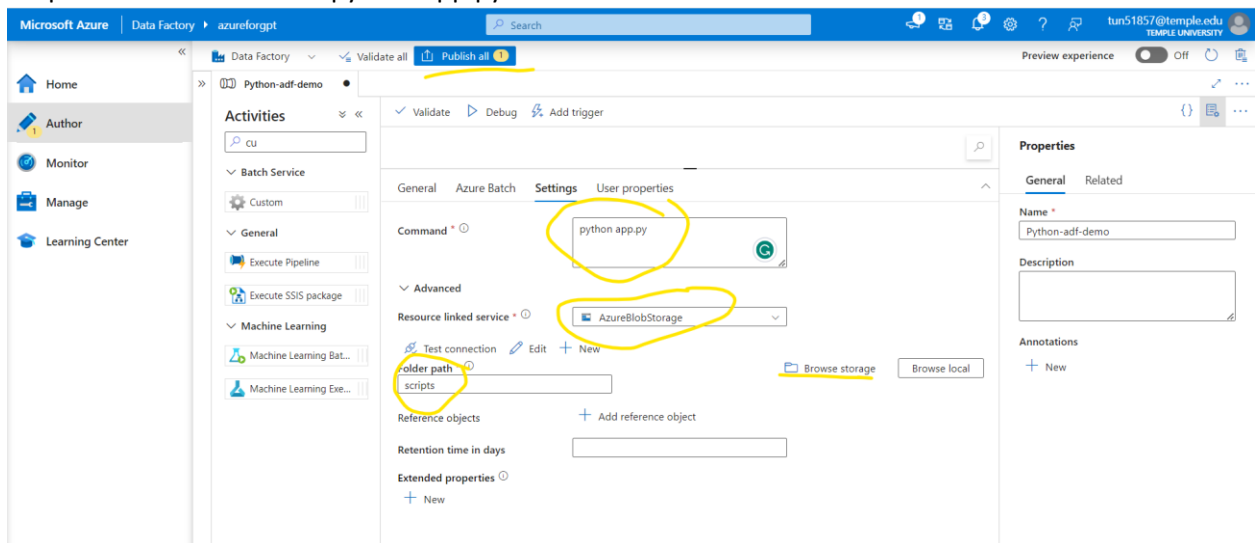 Microsoft Azure Data Factory azureforgpt Search tun51857@temple.edu
TEMPLE UNIVERSITY
Data Factory Validate all Publish all 1 Preview experience Off
Home
Author
1
Monitor
Manage
Learning Center
Python-adf-demo
Activities
cu
Batch Service
Custom
General
Execute Pipeline
Execute SSIS package
Machine Learning
Machine Learning Bat...
Machine Learning Exe...
Validate Debug Add trigger
General Azure Batch Settings User properties
Command *
python app.py
Advanced
Resource linked service *
AzureBlobStorage
Test connection Edit New
Folder path *
scripts
Browse storage Browse local
Reference objects Add reference object
Retention time in days
Extended properties
New
Properties
General Related
Name *
Python-adf-demo
Description
Annotations
New